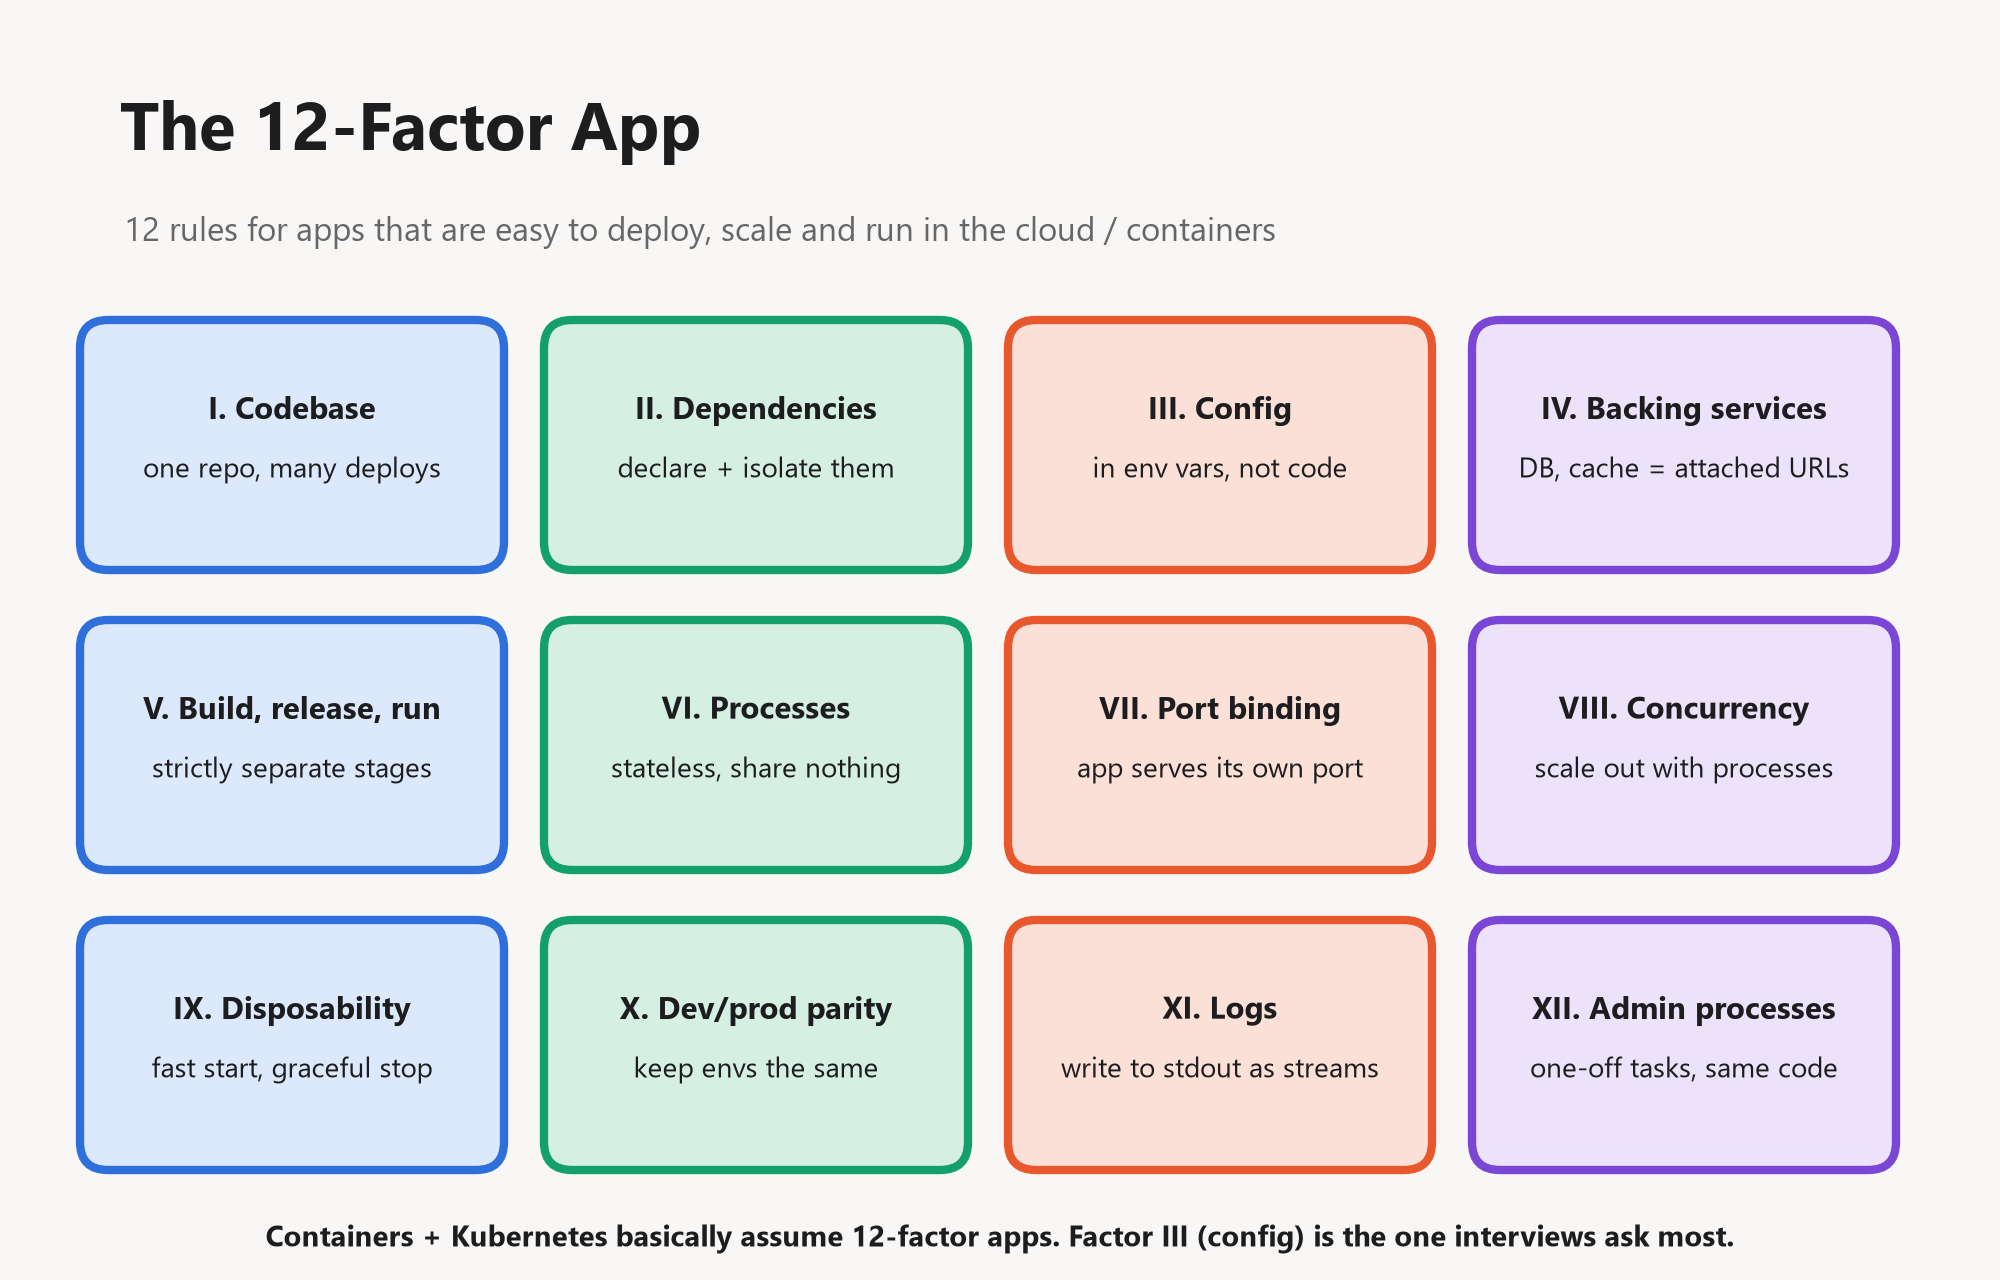 The 12-Factor App
12 rules for apps that are easy to deploy, scale and run in the cloud / containers
I. Codebase
one repo, many deploys
II. Dependencies
declare + isolate them
III. Config
in env vars, not code
IV. Backing services
DB, cache = attached URLs
V. Build, release, run
strictly separate stages
VI. Processes
stateless, share nothing
VII. Port binding
app serves its own port
VIII. Concurrency
scale out with processes
IX. Disposability
fast start, graceful stop
X. Dev/prod parity
keep envs the same
XI. Logs
write to stdout as streams
XII. Admin processes
one-off tasks, same code
Containers + Kubernetes basically assume 12-factor apps. Factor III (config) is the one interviews ask most.